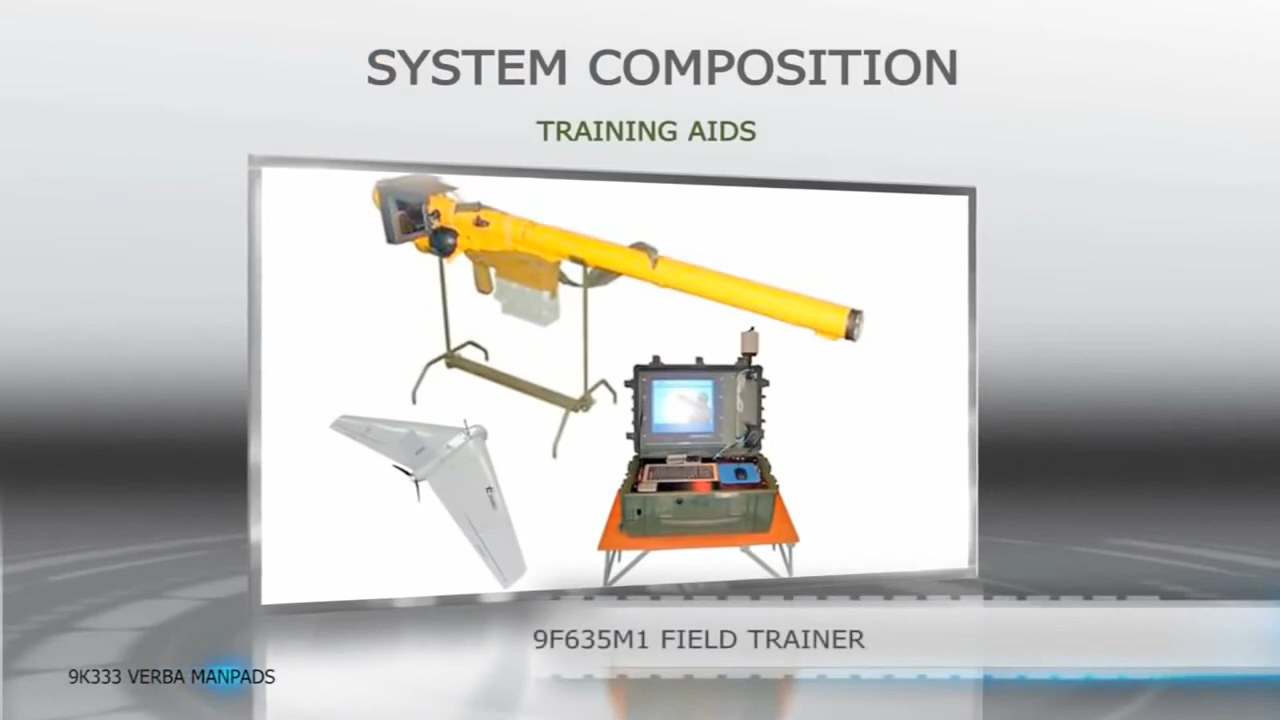 SYSTEM COMPOSITION
TRAINING AIDS
9F635M1 FIELD TRAINER
9K333 VERBA MANPADS